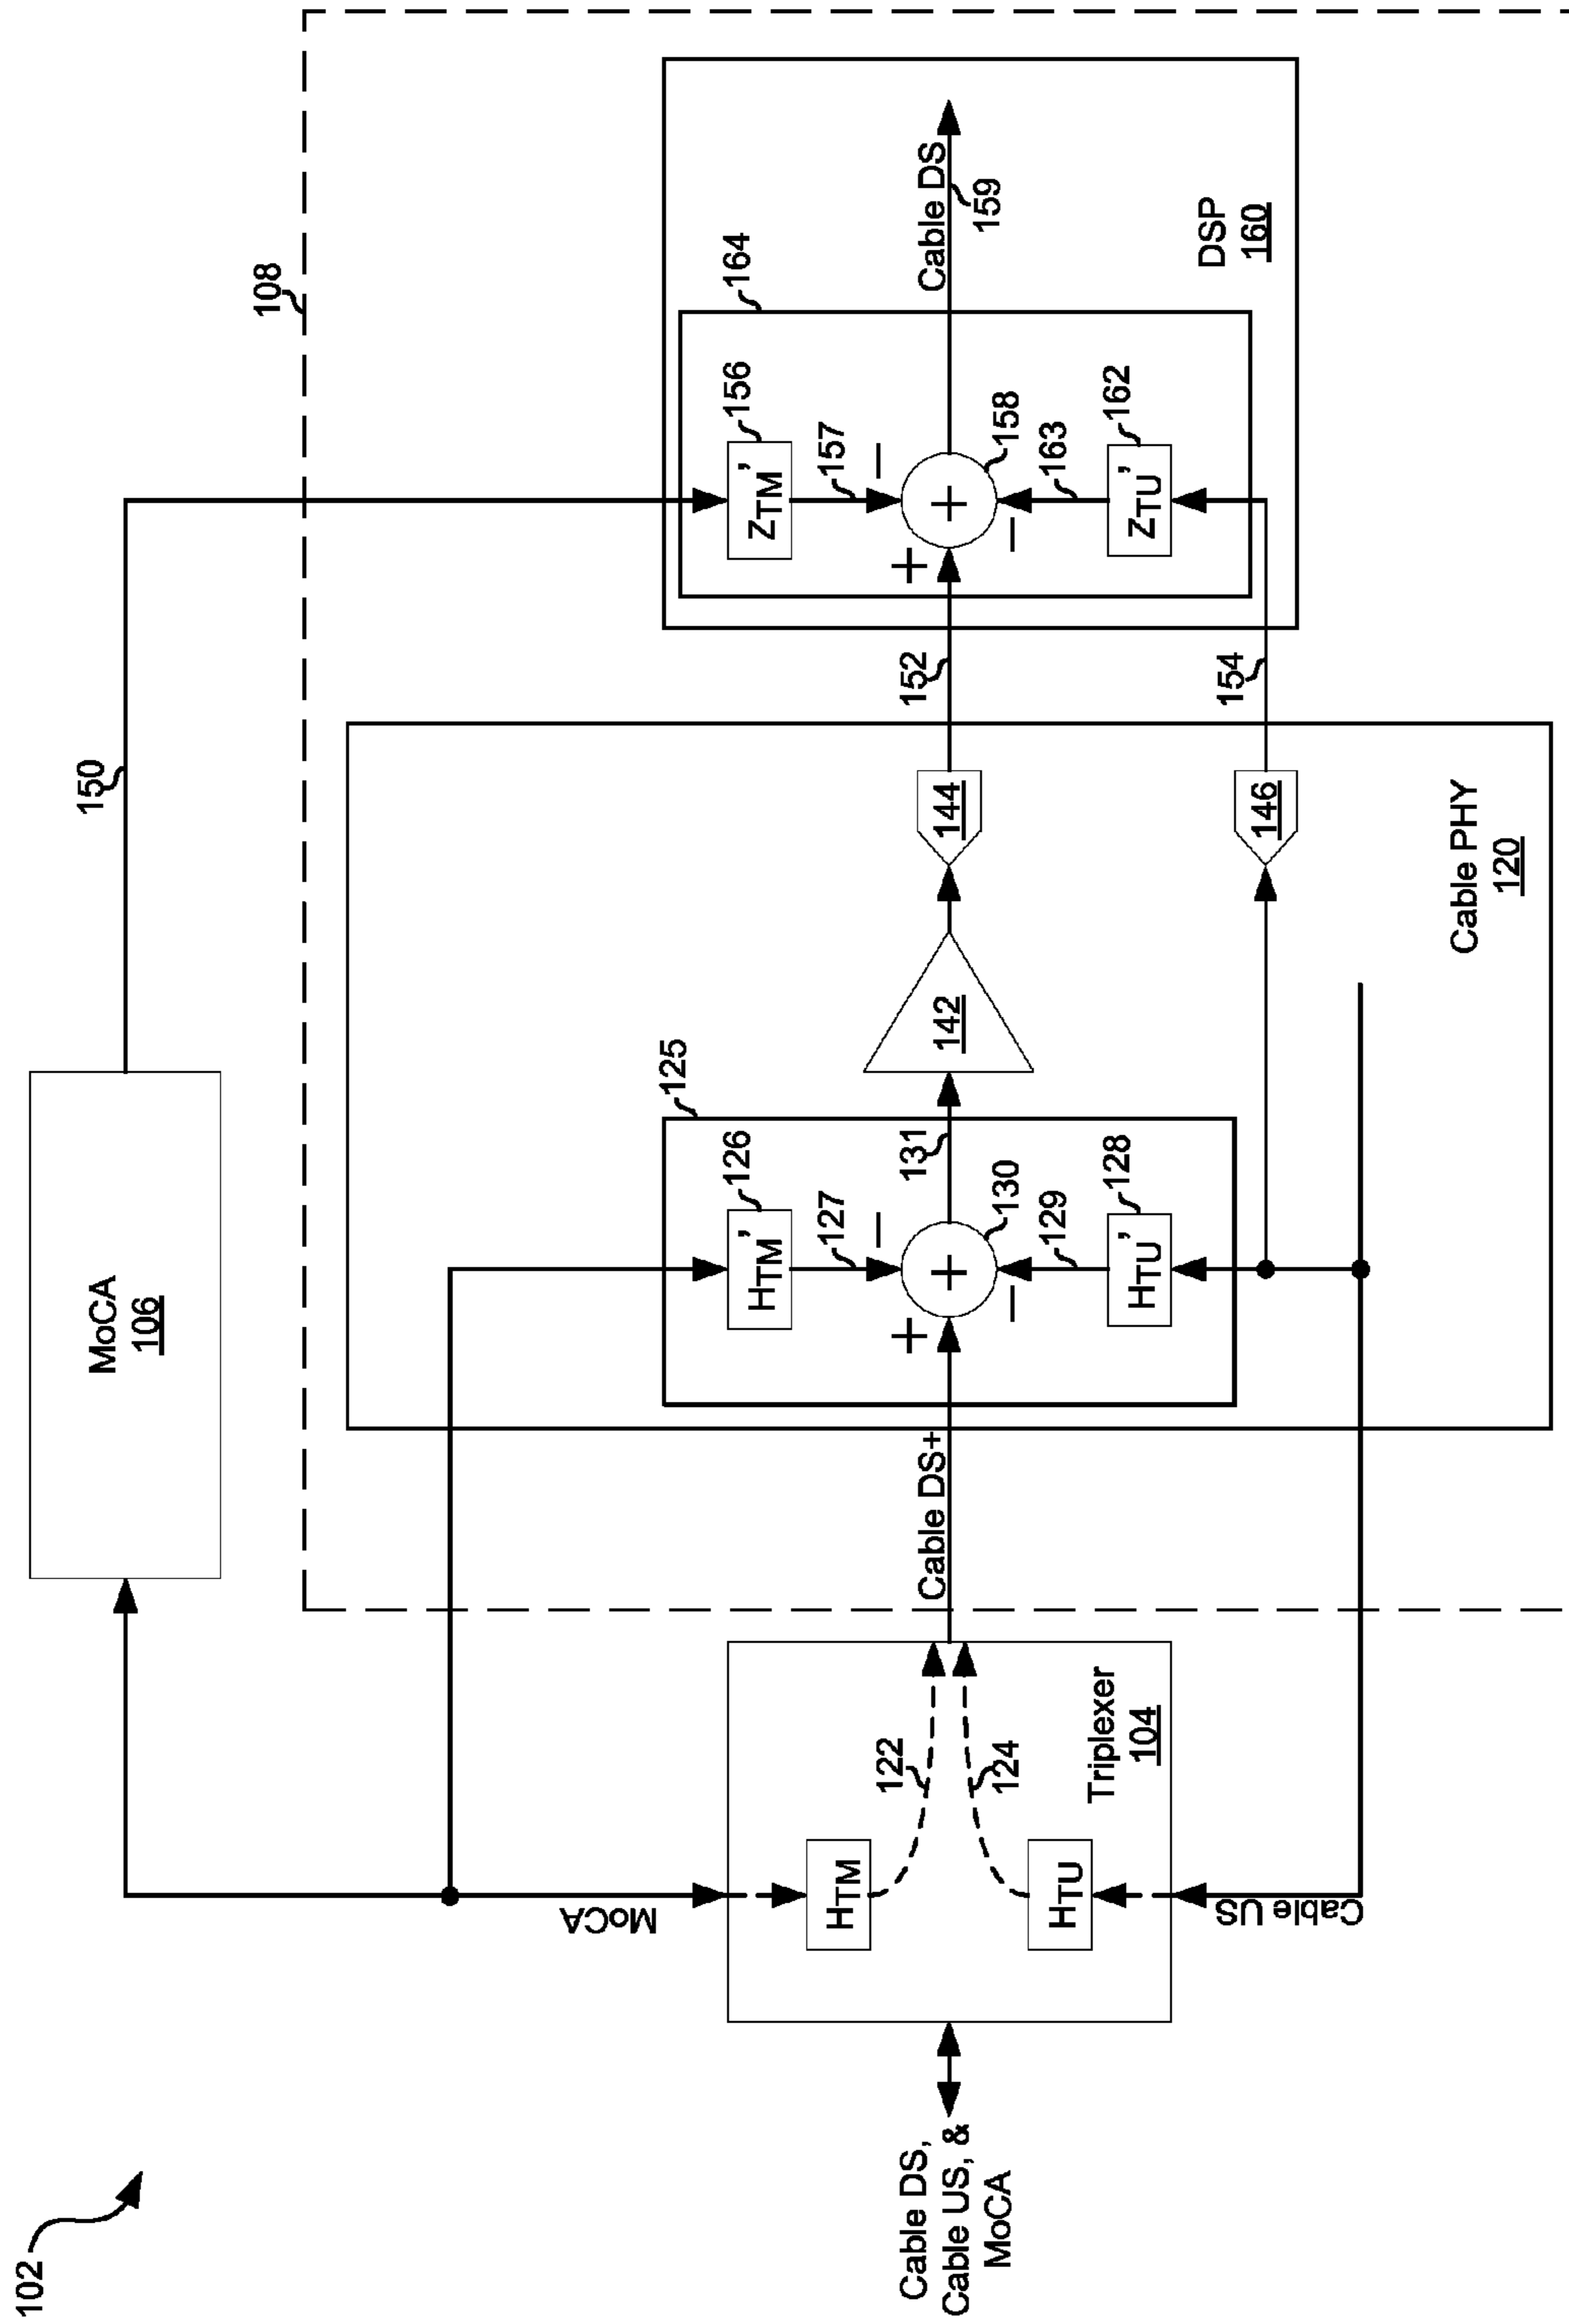 102
MoCA
106
150
108
Cable DS,
Cable US, &
MoCA
MoCA
HTM
122
124
HTU
Triplexer
104
Cable US
Cable DS+
125
HTM'
126
127
−
+
+
130
131
−
129
HTU'
128
142
144
146
Cable PHY
120
152
154
164
ZTM'
156
157
−
+
+
158
−
163
ZTU'
162
Cable DS
159
DSP
160